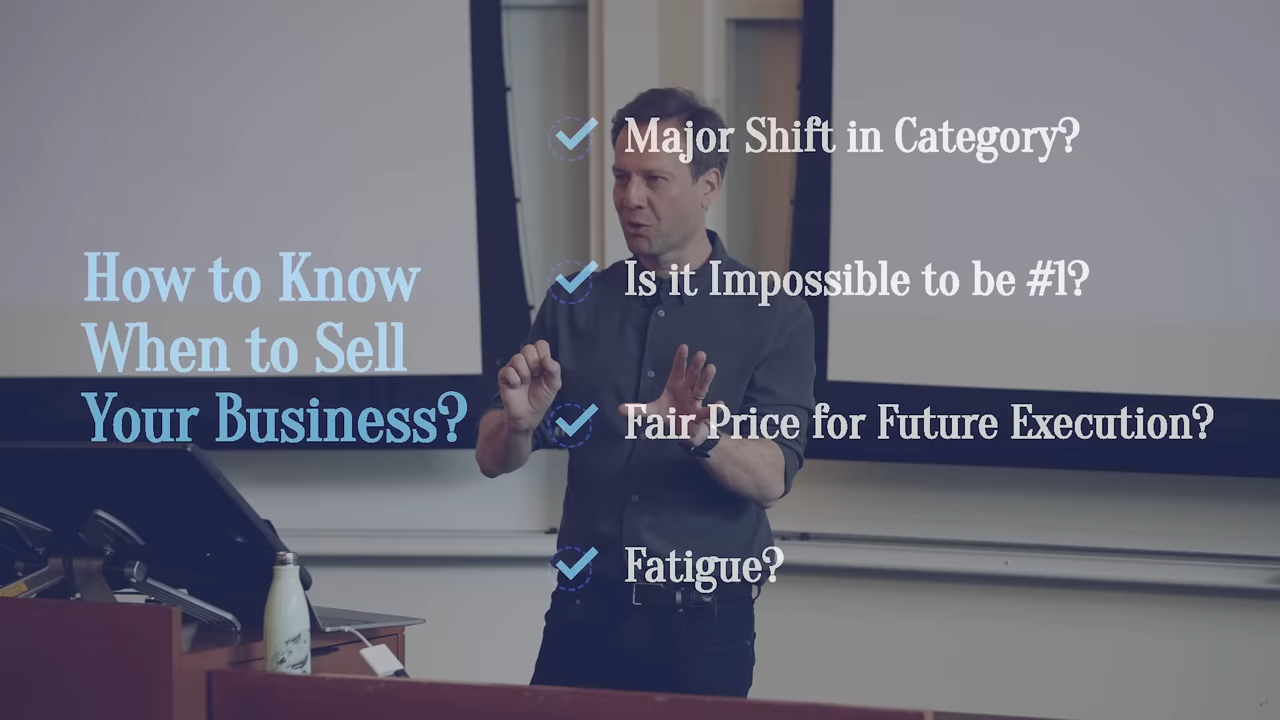 How to Know
When to Sell
Your Business?
Major Shift in Category?
Is it Impossible to be #1?
Fair Price for Future Execution?
Fatigue?